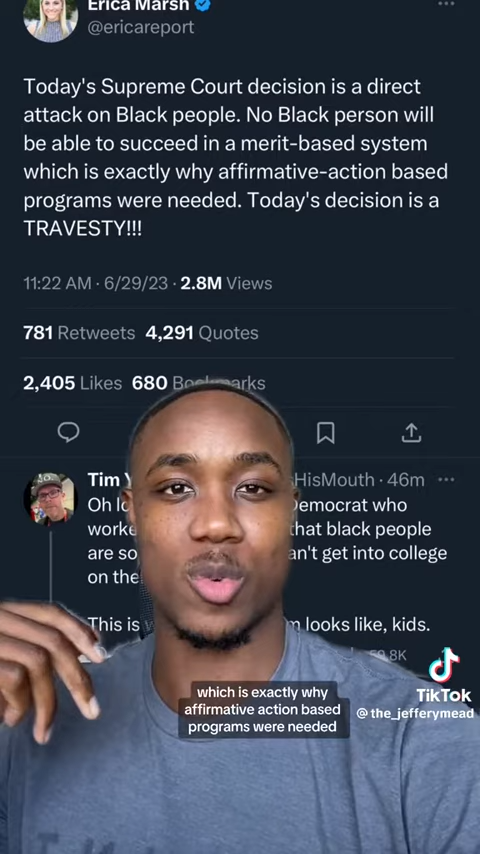 Erica Marsh
@ericareport
Today's Supreme Court decision is a direct
attack on Black people. No Black person will
be able to succeed in a merit-based system
which is exactly why affirmative-action based
programs were needed. Today's decision is a
TRAVESTY!!!
11:22 AM · 6/29/23 · 2.8M Views
781 Retweets 4,291 Quotes
2,405 Likes 680 Bookmarks
Tim HisMouth · 46m
Oh Democrat who
that black people
are so can't get into college
on
This is looks like, kids.
which is exactly why
affirmative action based
programs were needed
TikTok
@the_jefferymead